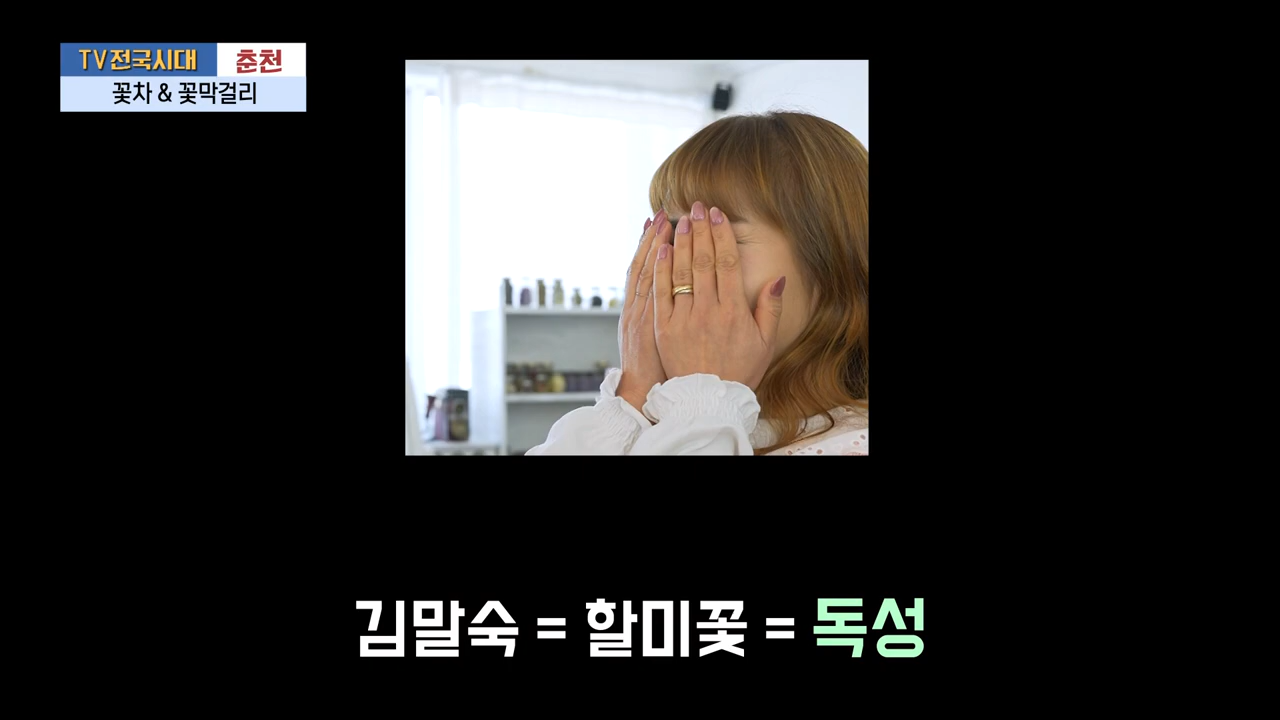 TV전국시대 춘천
꽃차 & 꽃막걸리
김말숙 = 할미꽃 = 독성